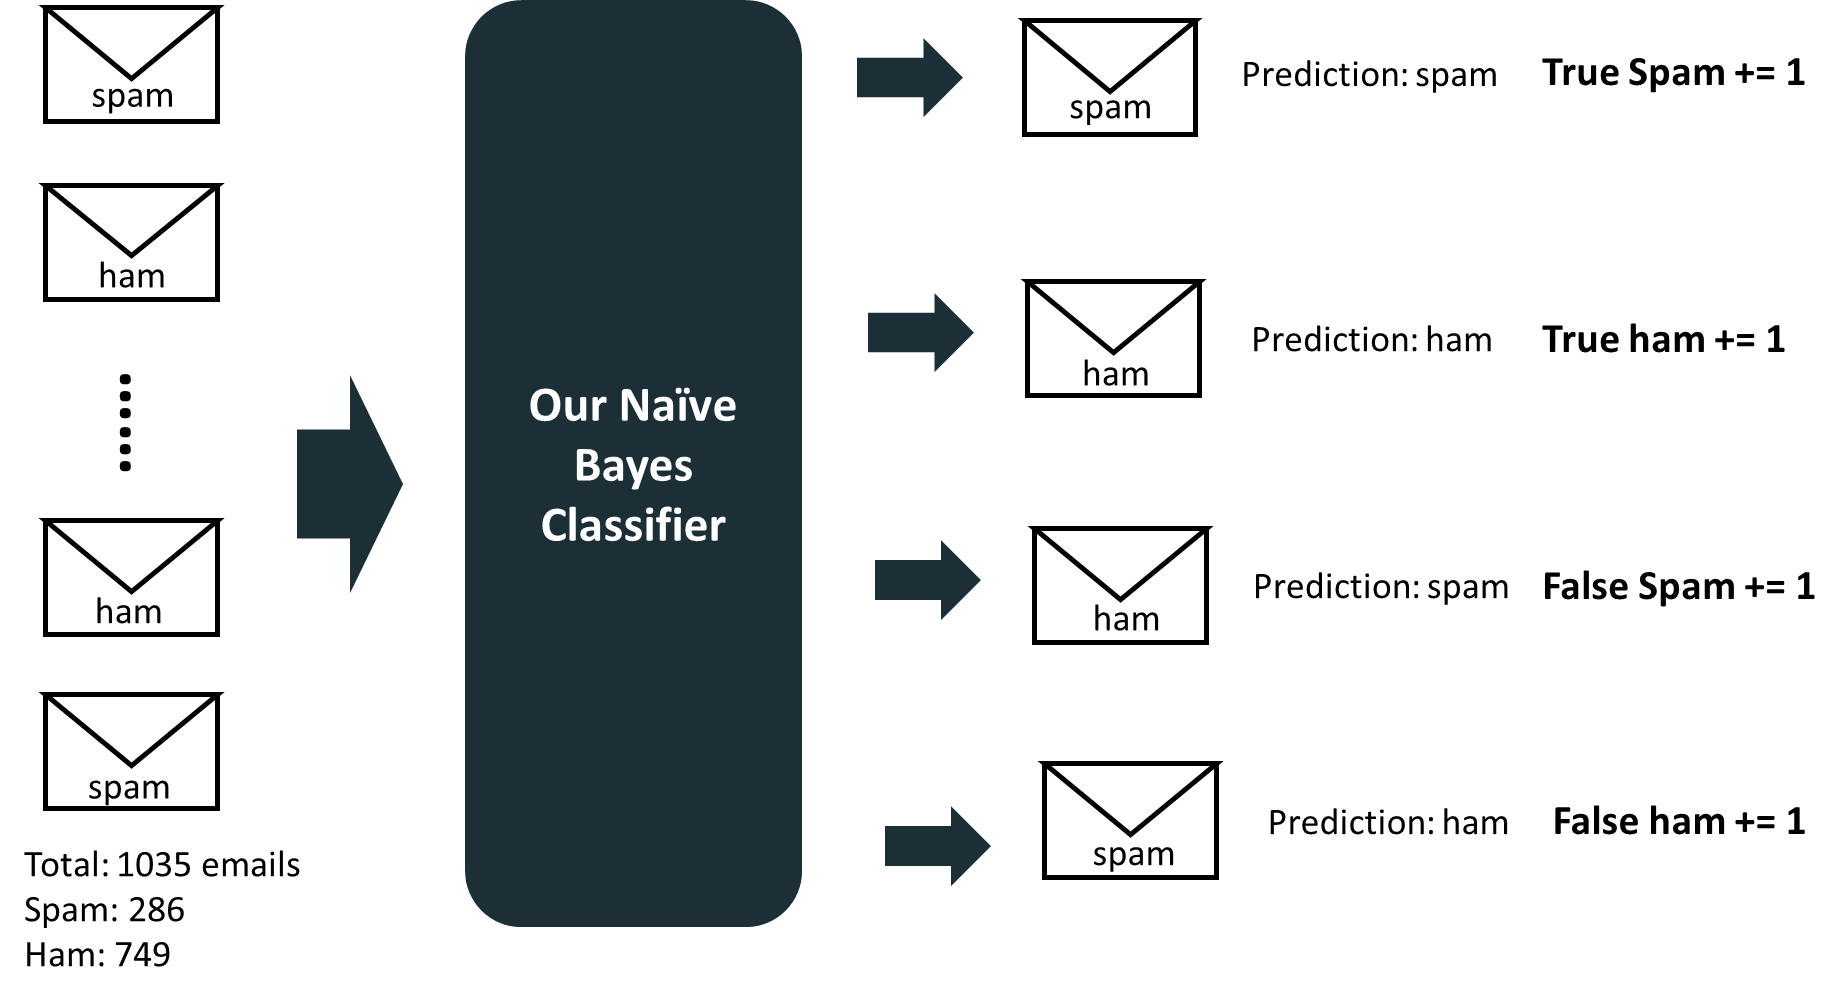 spam
ham
ham
spam
Total: 1035 emails
Spam: 286
Ham: 749
Our Naïve
Bayes
Classifier
spam
Prediction: spam
True Spam += 1
ham
Prediction: ham
True ham += 1
ham
Prediction: spam
False Spam += 1
spam
Prediction: ham
False ham += 1